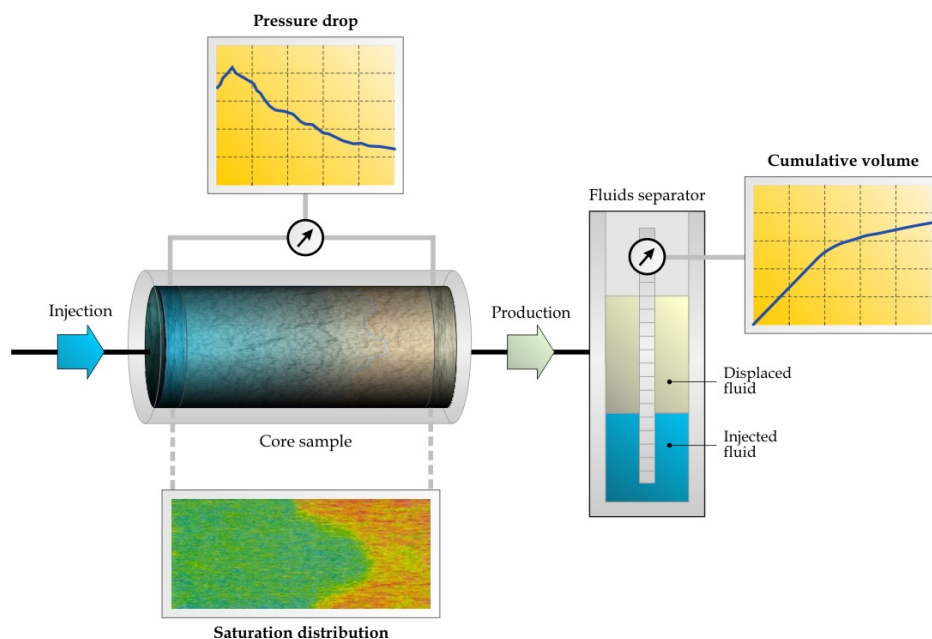 Pressure drop
Cumulative volume
Fluids separator
Injection
Production
Displaced
fluid
Core sample
Injected
fluid
Saturation distribution